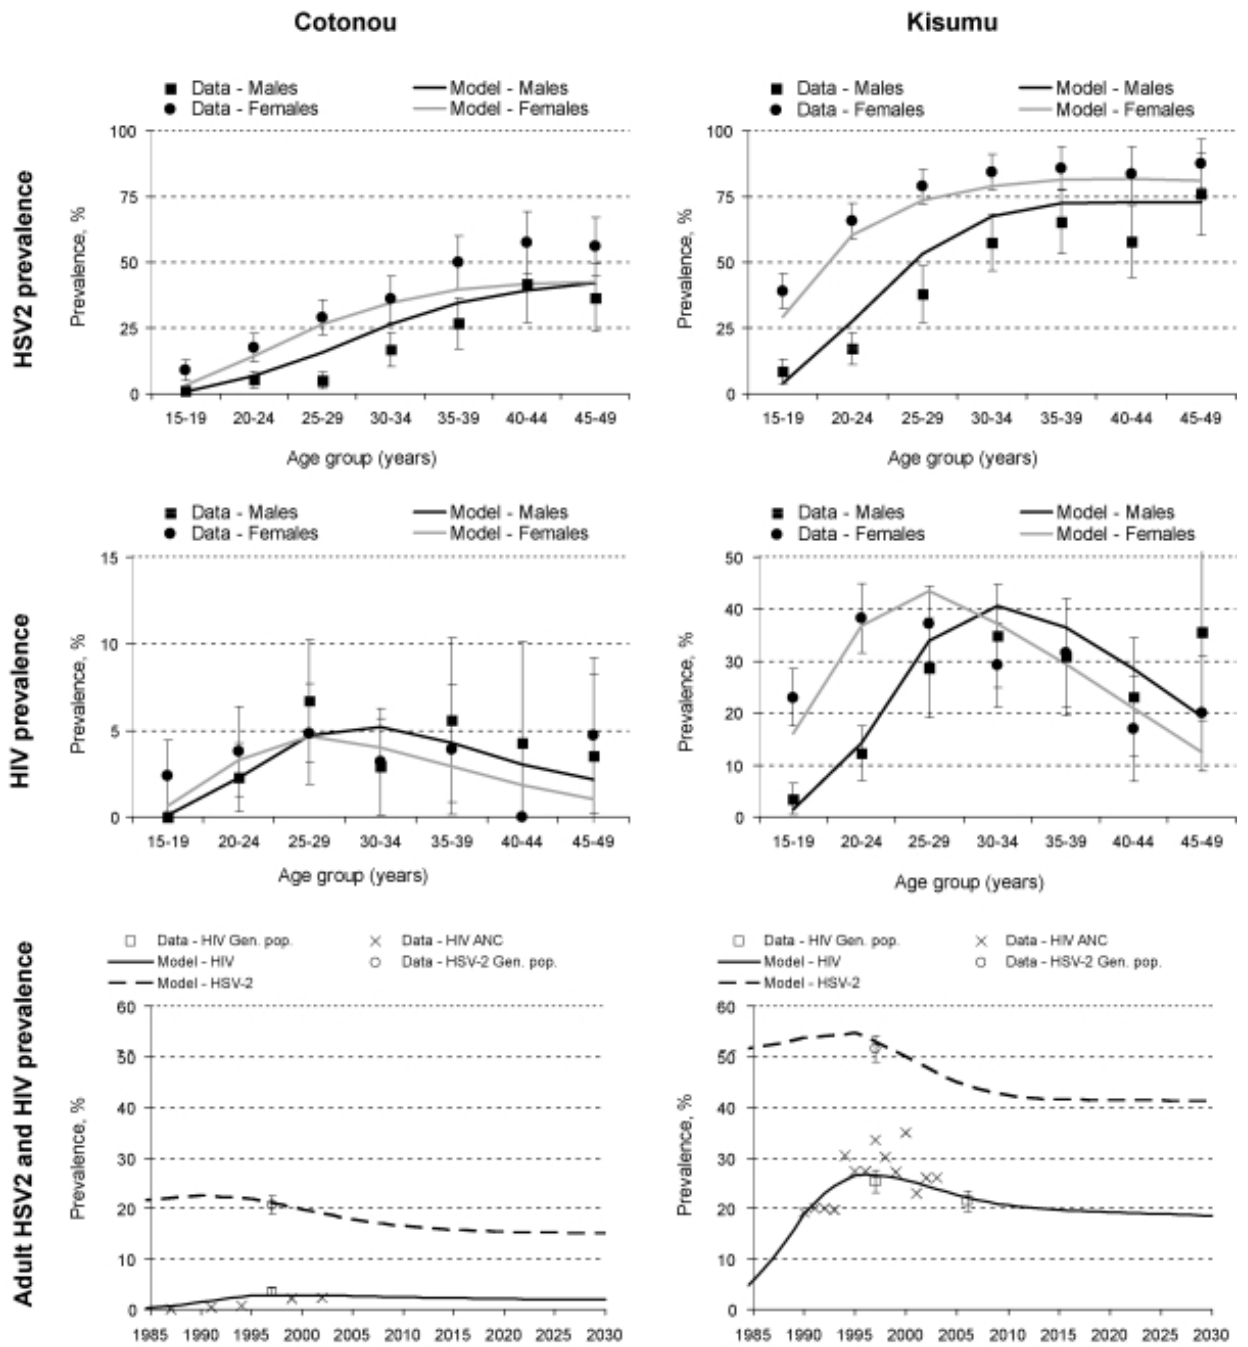 Cotonou
Kisumu
HSV2 prevalence
Data - Males
Model - Males
Data - Females
Model - Females
Prevalence, %
100
75
50
25
0
15-19 20-24 25-29 30-34 35-39 40-44 45-49
Age group (years)
Data - Males
Model - Males
Data - Females
Model - Females
Prevalence, %
100
75
50
25
0
15-19 20-24 25-29 30-34 35-39 40-44 45-49
Age group (years)
HIV prevalence
Data - Males
Model - Males
Data - Females
Model - Females
Prevalence, %
15
10
5
0
15-19 20-24 25-29 30-34 35-39 40-44 45-49
Age group (years)
Data - Males
Model - Males
Data - Females
Model - Females
Prevalence, %
50
40
30
20
10
0
15-19 20-24 25-29 30-34 35-39 40-44 45-49
Age group (years)
Adult HSV2 and HIV prevalence
Data - HIV Gen. pop.
Data - HIV ANC
Model - HIV
Data - HSV-2 Gen. pop.
Model - HSV-2
Prevalence, %
60
50
40
30
20
10
0
1985 1990 1995 2000 2005 2010 2015 2020 2025 2030
Data - HIV Gen. pop.
Data - HIV ANC
Model - HIV
Data - HSV-2 Gen. pop.
Model - HSV-2
Prevalence, %
60
50
40
30
20
10
0
1985 1990 1995 2000 2005 2010 2015 2020 2025 2030